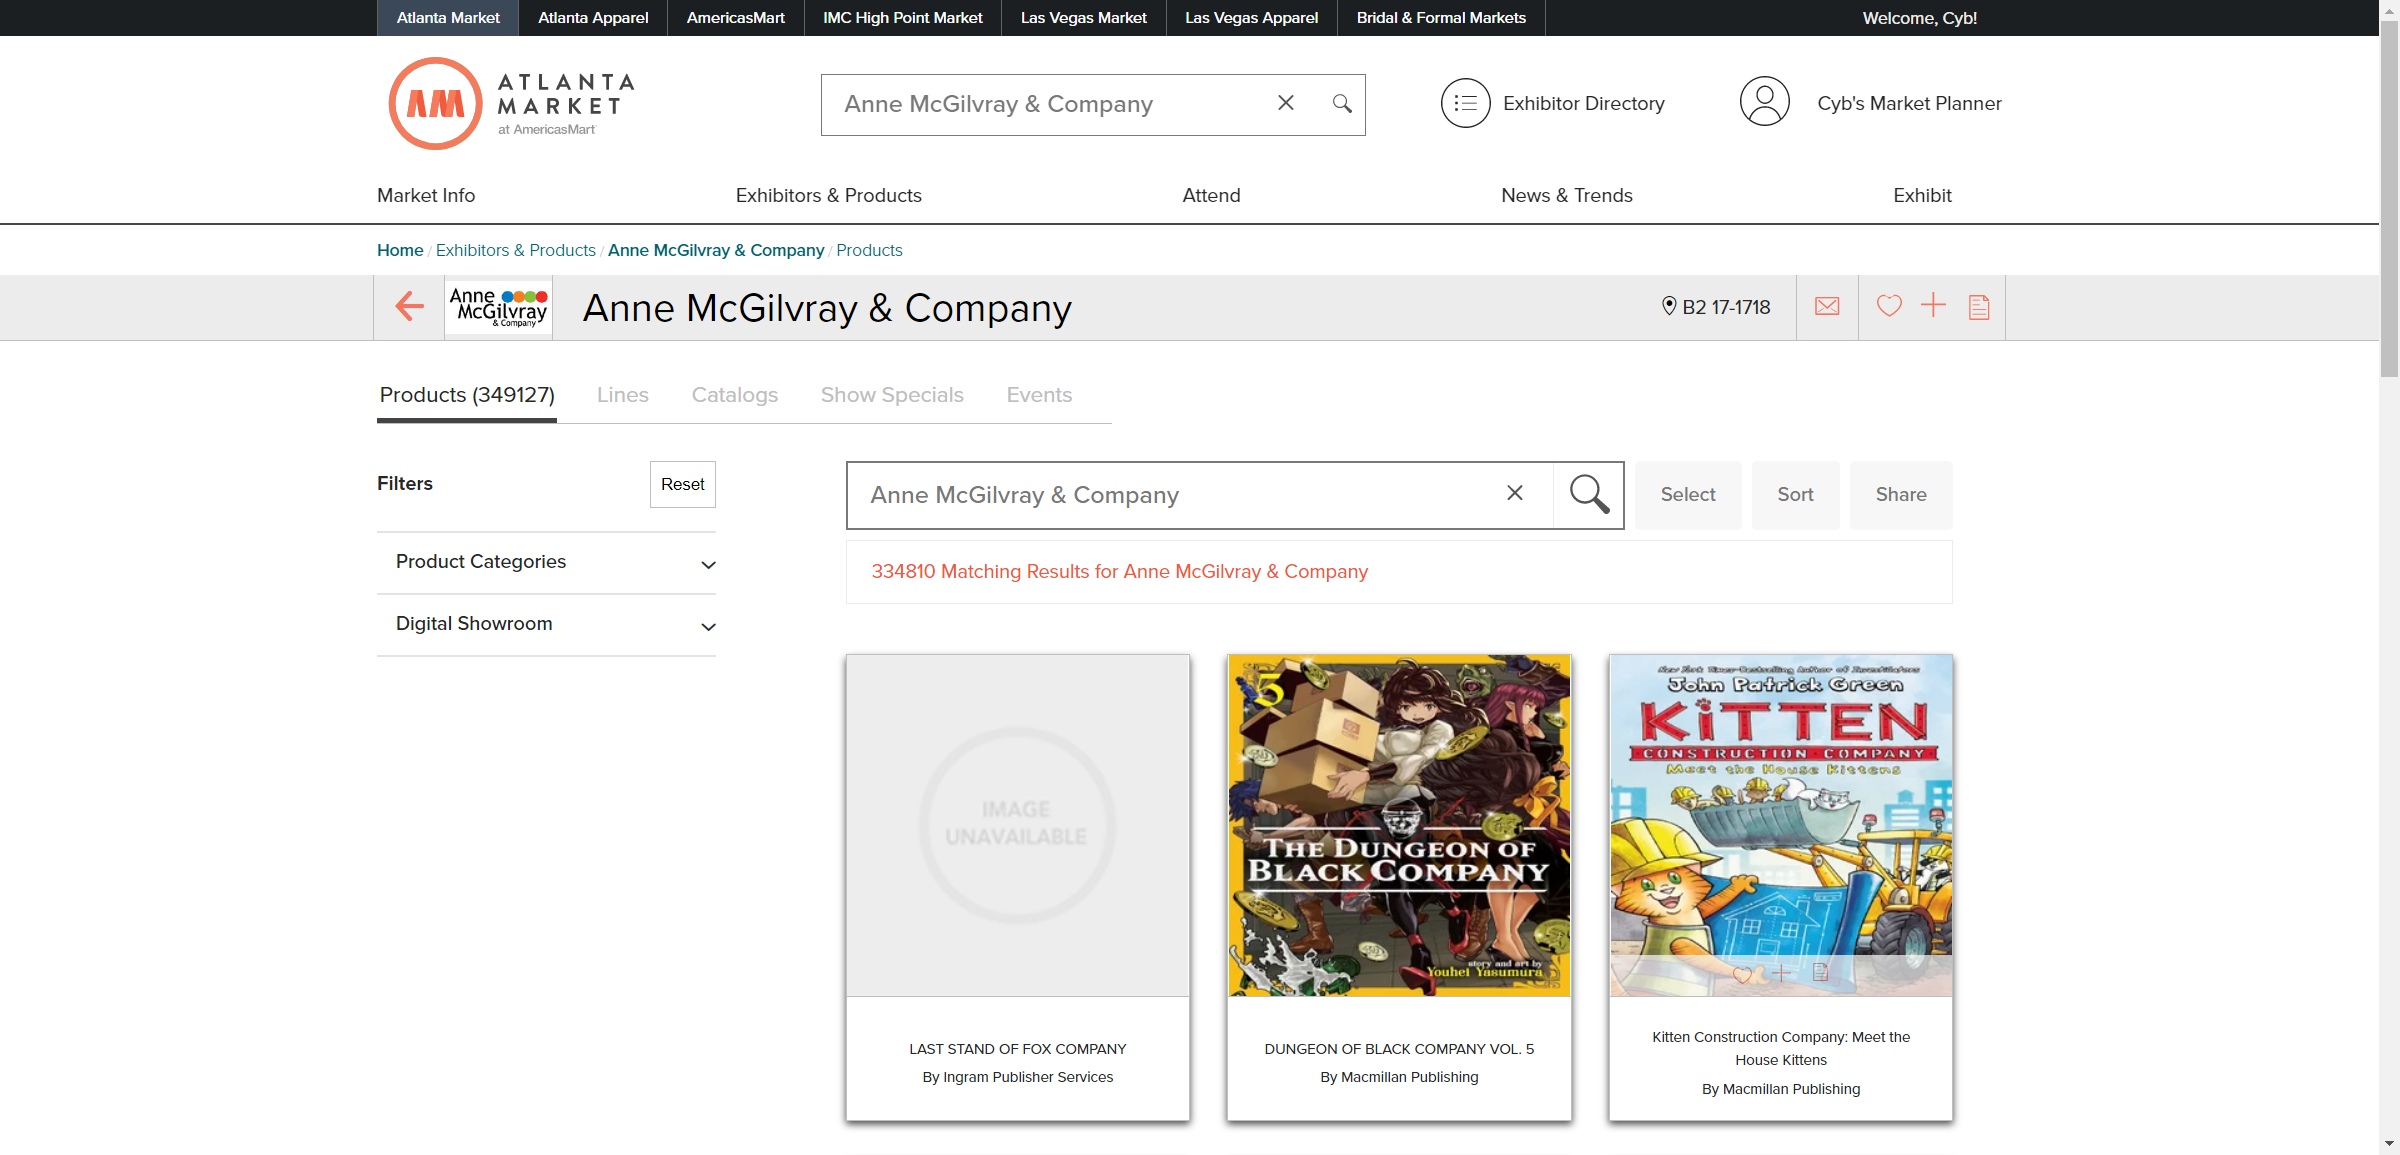 Atlanta Market
Atlanta Apparel
AmericasMart
IMC High Point Market
Las Vegas Market
Las Vegas Apparel
Bridal & Formal Markets
Welcome, Cyb!
AM
ATLANTA
MARKET
at AmericasMart
Anne McGilvray & Company
Exhibitor Directory
Cyb's Market Planner
Market Info
Exhibitors & Products
Attend
News & Trends
Exhibit
Home / Exhibitors & Products / Anne McGilvray & Company / Products
Anne
McGilvray
& Company
Anne McGilvray & Company
B2 17-1718
Products (349127)
Lines
Catalogs
Show Specials
Events
Filters
Reset
Anne McGilvray & Company
Select
Sort
Share
Product Categories
334810 Matching Results for Anne McGilvray & Company
Digital Showroom
IMAGE
UNAVAILABLE
5
THE DUNGEON OF
BLACK COMPANY
story and art by
Youhei Yasumura
New York Times-Bestselling Author of InvestiGators
John Patrick Green
KITTEN
CONSTRUCTION COMPANY
Meet the House Kittens
LAST STAND OF FOX COMPANY
By Ingram Publisher Services
DUNGEON OF BLACK COMPANY VOL. 5
By Macmillan Publishing
Kitten Construction Company: Meet the
House Kittens
By Macmillan Publishing